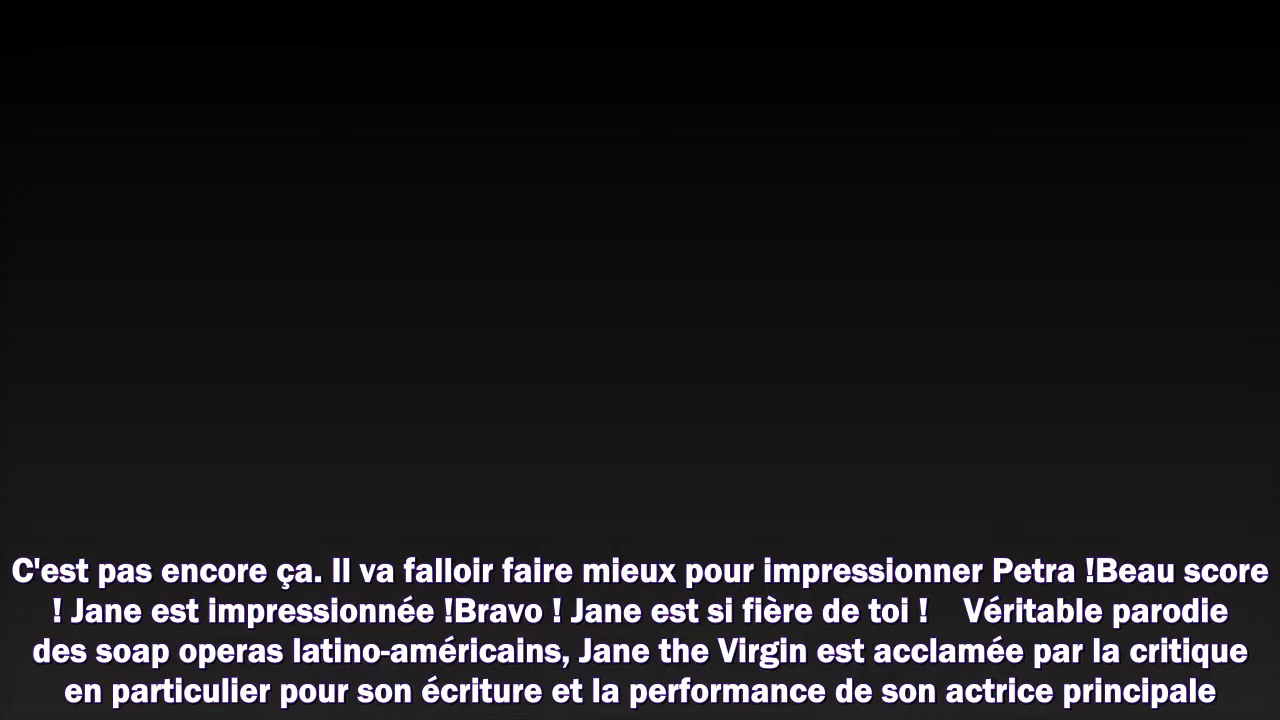 C'est pas encore ça. Il va falloir faire mieux pour impressionner Petra !Beau score
! Jane est impressionnée !Bravo ! Jane est si fière de toi ! Véritable parodie
des soap operas latino-américains, Jane the Virgin est acclamée par la critique
en particulier pour son écriture et la performance de son actrice principale